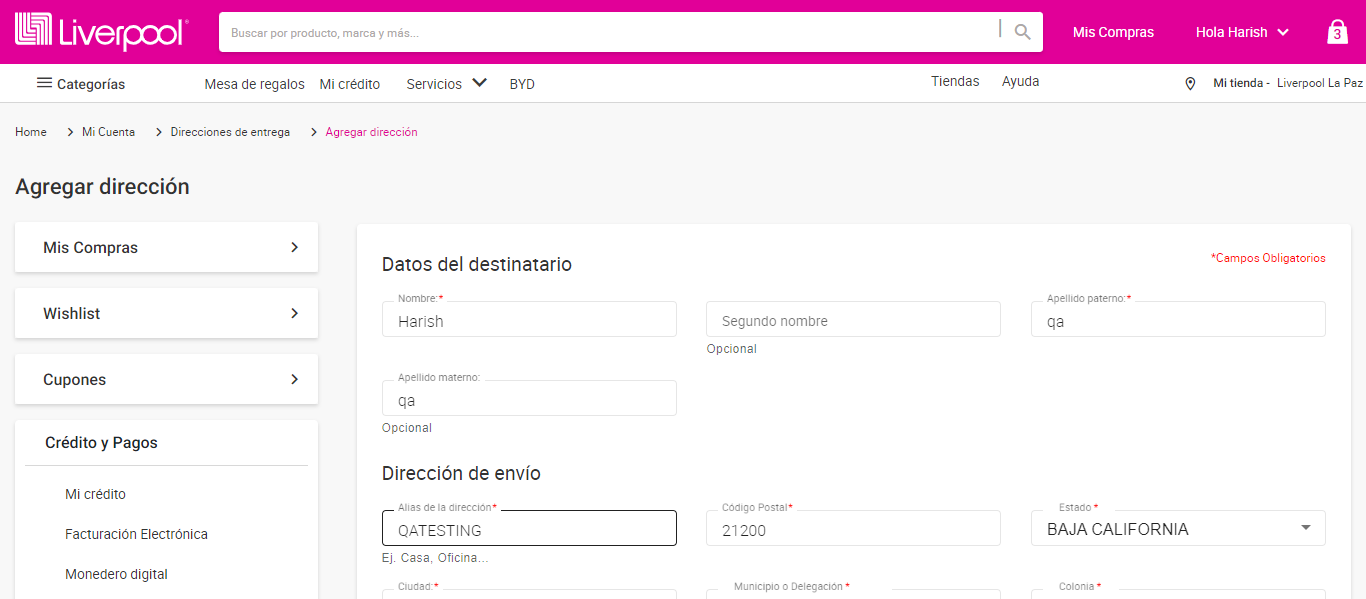 Liverpool
Buscar por producto, marca y más...
Mis Compras
Hola Harish
3
Categorías
Mesa de regalos
Mi crédito
Servicios
BYD
Tiendas
Ayuda
Mi tienda - Liverpool La Paz
Home > Mi Cuenta > Direcciones de entrega > Agregar dirección
Agregar dirección
Mis Compras
Wishlist
Cupones
Crédito y Pagos
Mi crédito
Facturación Electrónica
Monedero digital
Datos del destinatario
*Campos Obligatorios
Nombre:*
Harish
Segundo nombre
Opcional
Apellido paterno:*
qa
Apellido materno:
qa
Opcional
Dirección de envío
Alias de la dirección*
QATESTING
Ej. Casa, Oficina...
Código Postal*
21200
Estado *
BAJA CALIFORNIA
Ciudad:*
Municipio o Delegación *
Colonia *